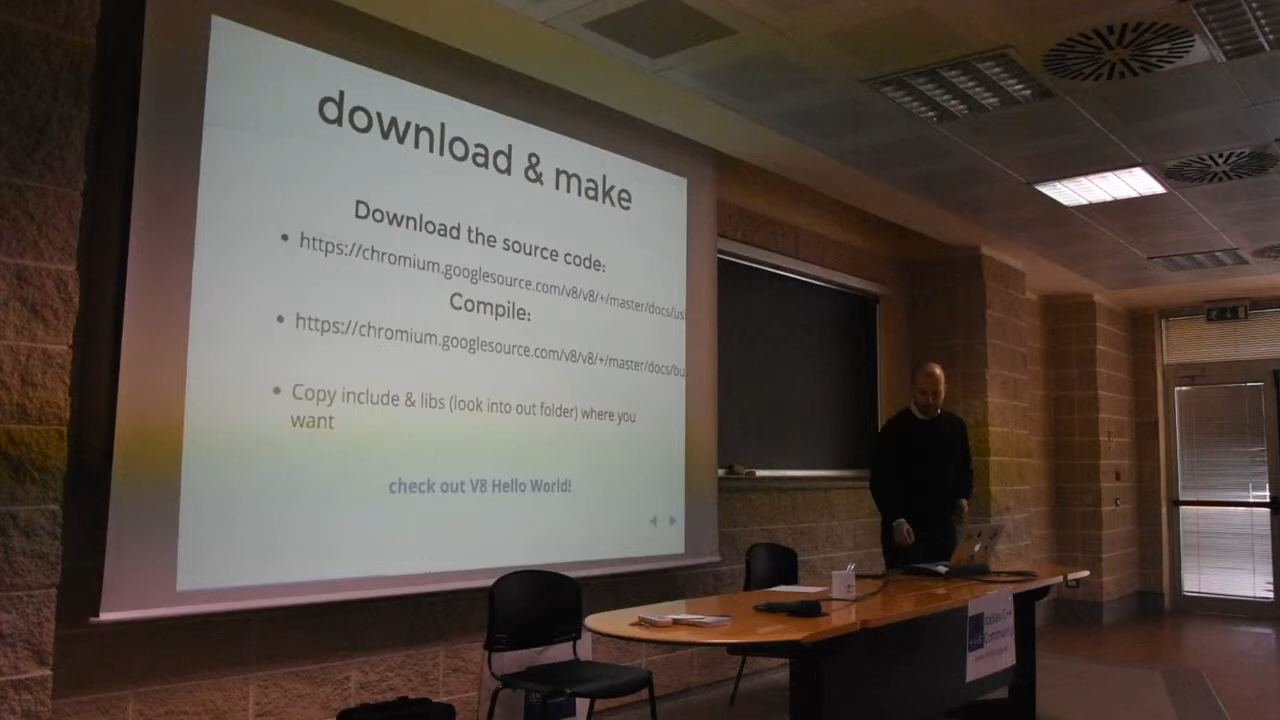 download & make
Download the source code:
• https://chromium.googlesource.com/v8/v8/+/master/docs/us
Compile:
• https://chromium.googlesource.com/v8/v8/+/master/docs/bu
• Copy include & libs (look into out folder) where you
want
check out V8 Hello World!
Italian C++
Community